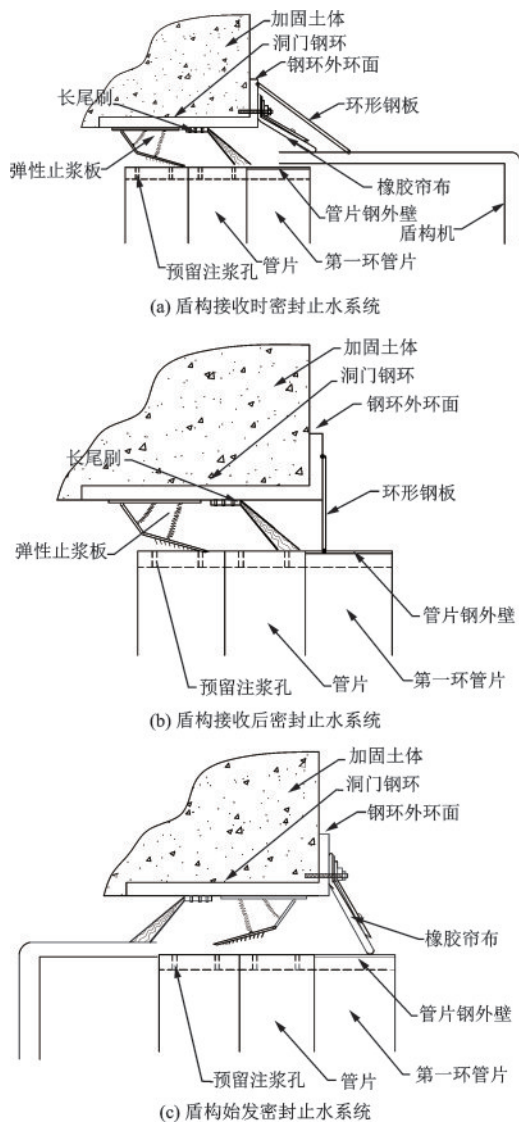 加固土体
洞门钢环
钢环外环面
长尾刷
环形钢板
弹性止浆板
橡胶帘布
管片钢外壁
盾构机
预留注浆孔
管片
第一环管片
(a) 盾构接收时密封止水系统
加固土体
洞门钢环
钢环外环面
长尾刷
环形钢板
弹性止浆板
管片钢外壁
预留注浆孔
管片
第一环管片
(b) 盾构接收后密封止水系统
加固土体
洞门钢环
钢环外环面
橡胶帘布
管片钢外壁
预留注浆孔
管片
第一环管片
(c) 盾构始发密封止水系统